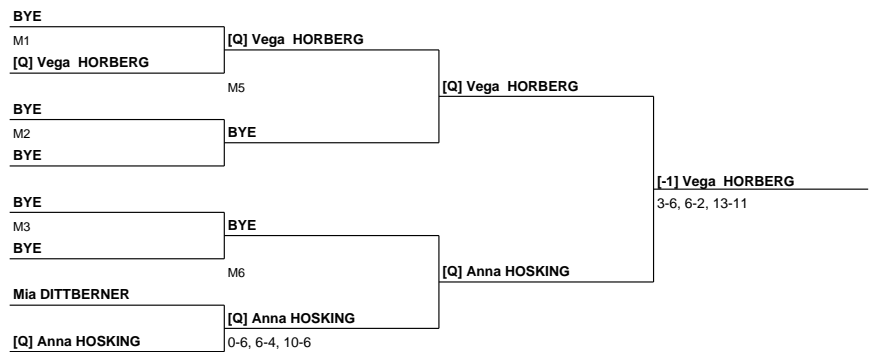 BYE
M1
[Q] Vega HORBERG
[Q] Vega HORBERG
M5
[Q] Vega HORBERG
BYE
M2
BYE
BYE
[-1] Vega HORBERG
3-6, 6-2, 13-11
BYE
M3
BYE
BYE
M6
[Q] Anna HOSKING
Mia DITTBERNER
[Q] Anna HOSKING
[Q] Anna HOSKING
0-6, 6-4, 10-6